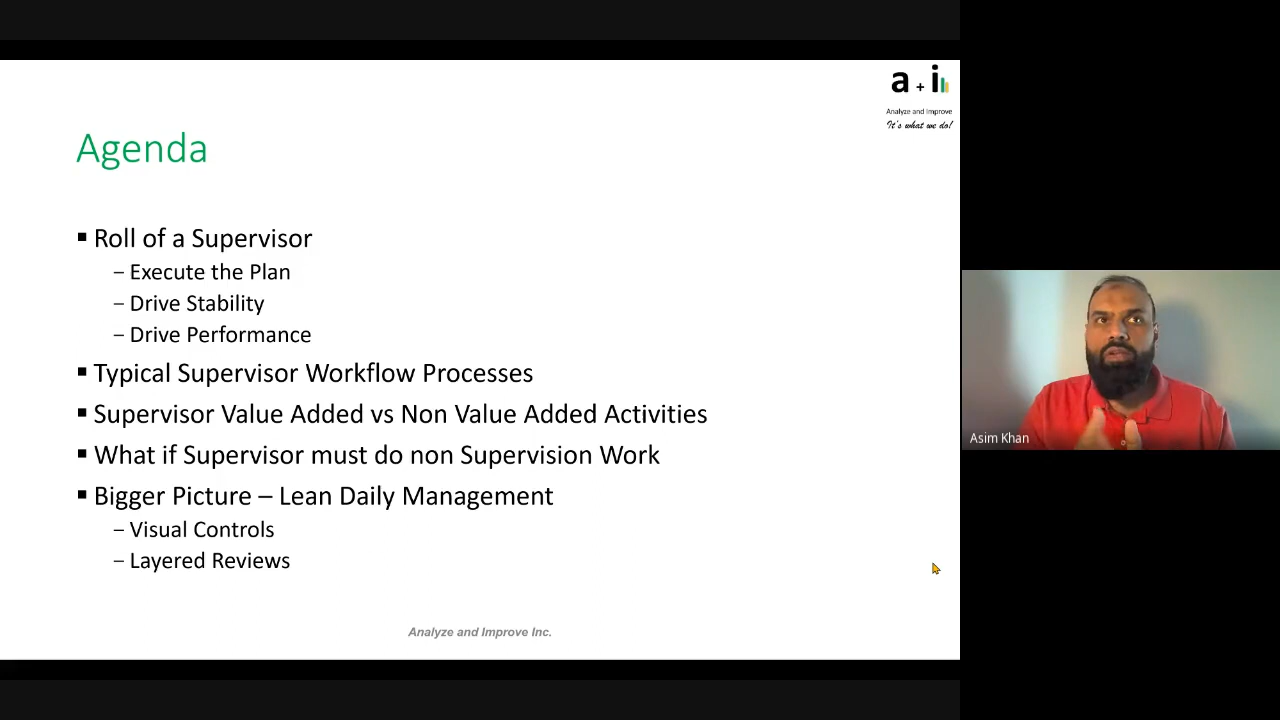 a + i
Analyze and Improve
It's what we do!
Agenda
▪ Roll of a Supervisor
– Execute the Plan
– Drive Stability
– Drive Performance
▪ Typical Supervisor Workflow Processes
▪ Supervisor Value Added vs Non Value Added Activities
▪ What if Supervisor must do non Supervision Work
▪ Bigger Picture – Lean Daily Management
– Visual Controls
– Layered Reviews
Analyze and Improve Inc.
Asim Khan